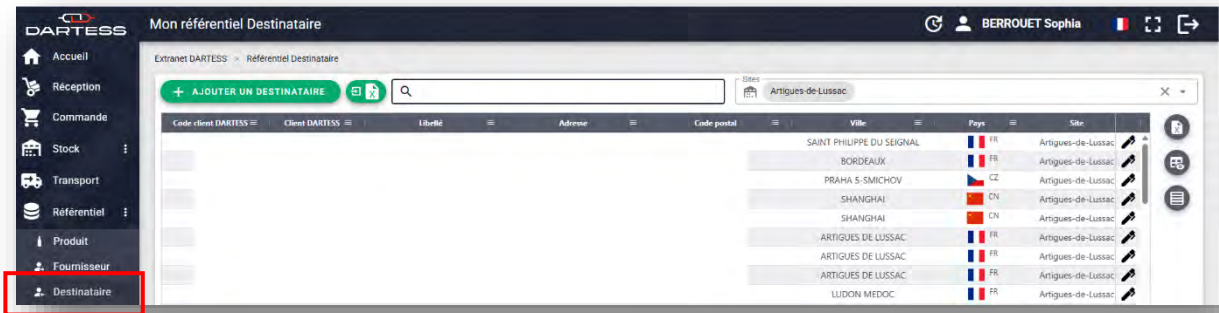 DARTESS
Mon référentiel Destinataire
BERROUET Sophia
Accueil
Extranet DARTESS > Référentiel Destinataire
Réception
+ AJOUTER UN DESTINATAIRE
Sites
Artigues-de-Lussac
Commande
Code client DARTESS
Client DARTESS
Libellé
Adresse
Code postal
Ville
Pays
Site
SAINT PHILIPPE DU SEIGNAL FR Artigues-de-Lussac
Stock
BORDEAUX FR Artigues-de-Lussac
Transport
PRAHA 5-SMICHOV CZ Artigues-de-Lussac
SHANGHAI CN Artigues-de-Lussac
Référentiel
SHANGHAI CN Artigues-de-Lussac
Produit
ARTIGUES DE LUSSAC FR Artigues-de-Lussac
ARTIGUES DE LUSSAC FR Artigues-de-Lussac
Fournisseur
ARTIGUES DE LUSSAC FR Artigues-de-Lussac
Destinataire
LUDON MEDOC FR Artigues-de-Lussac